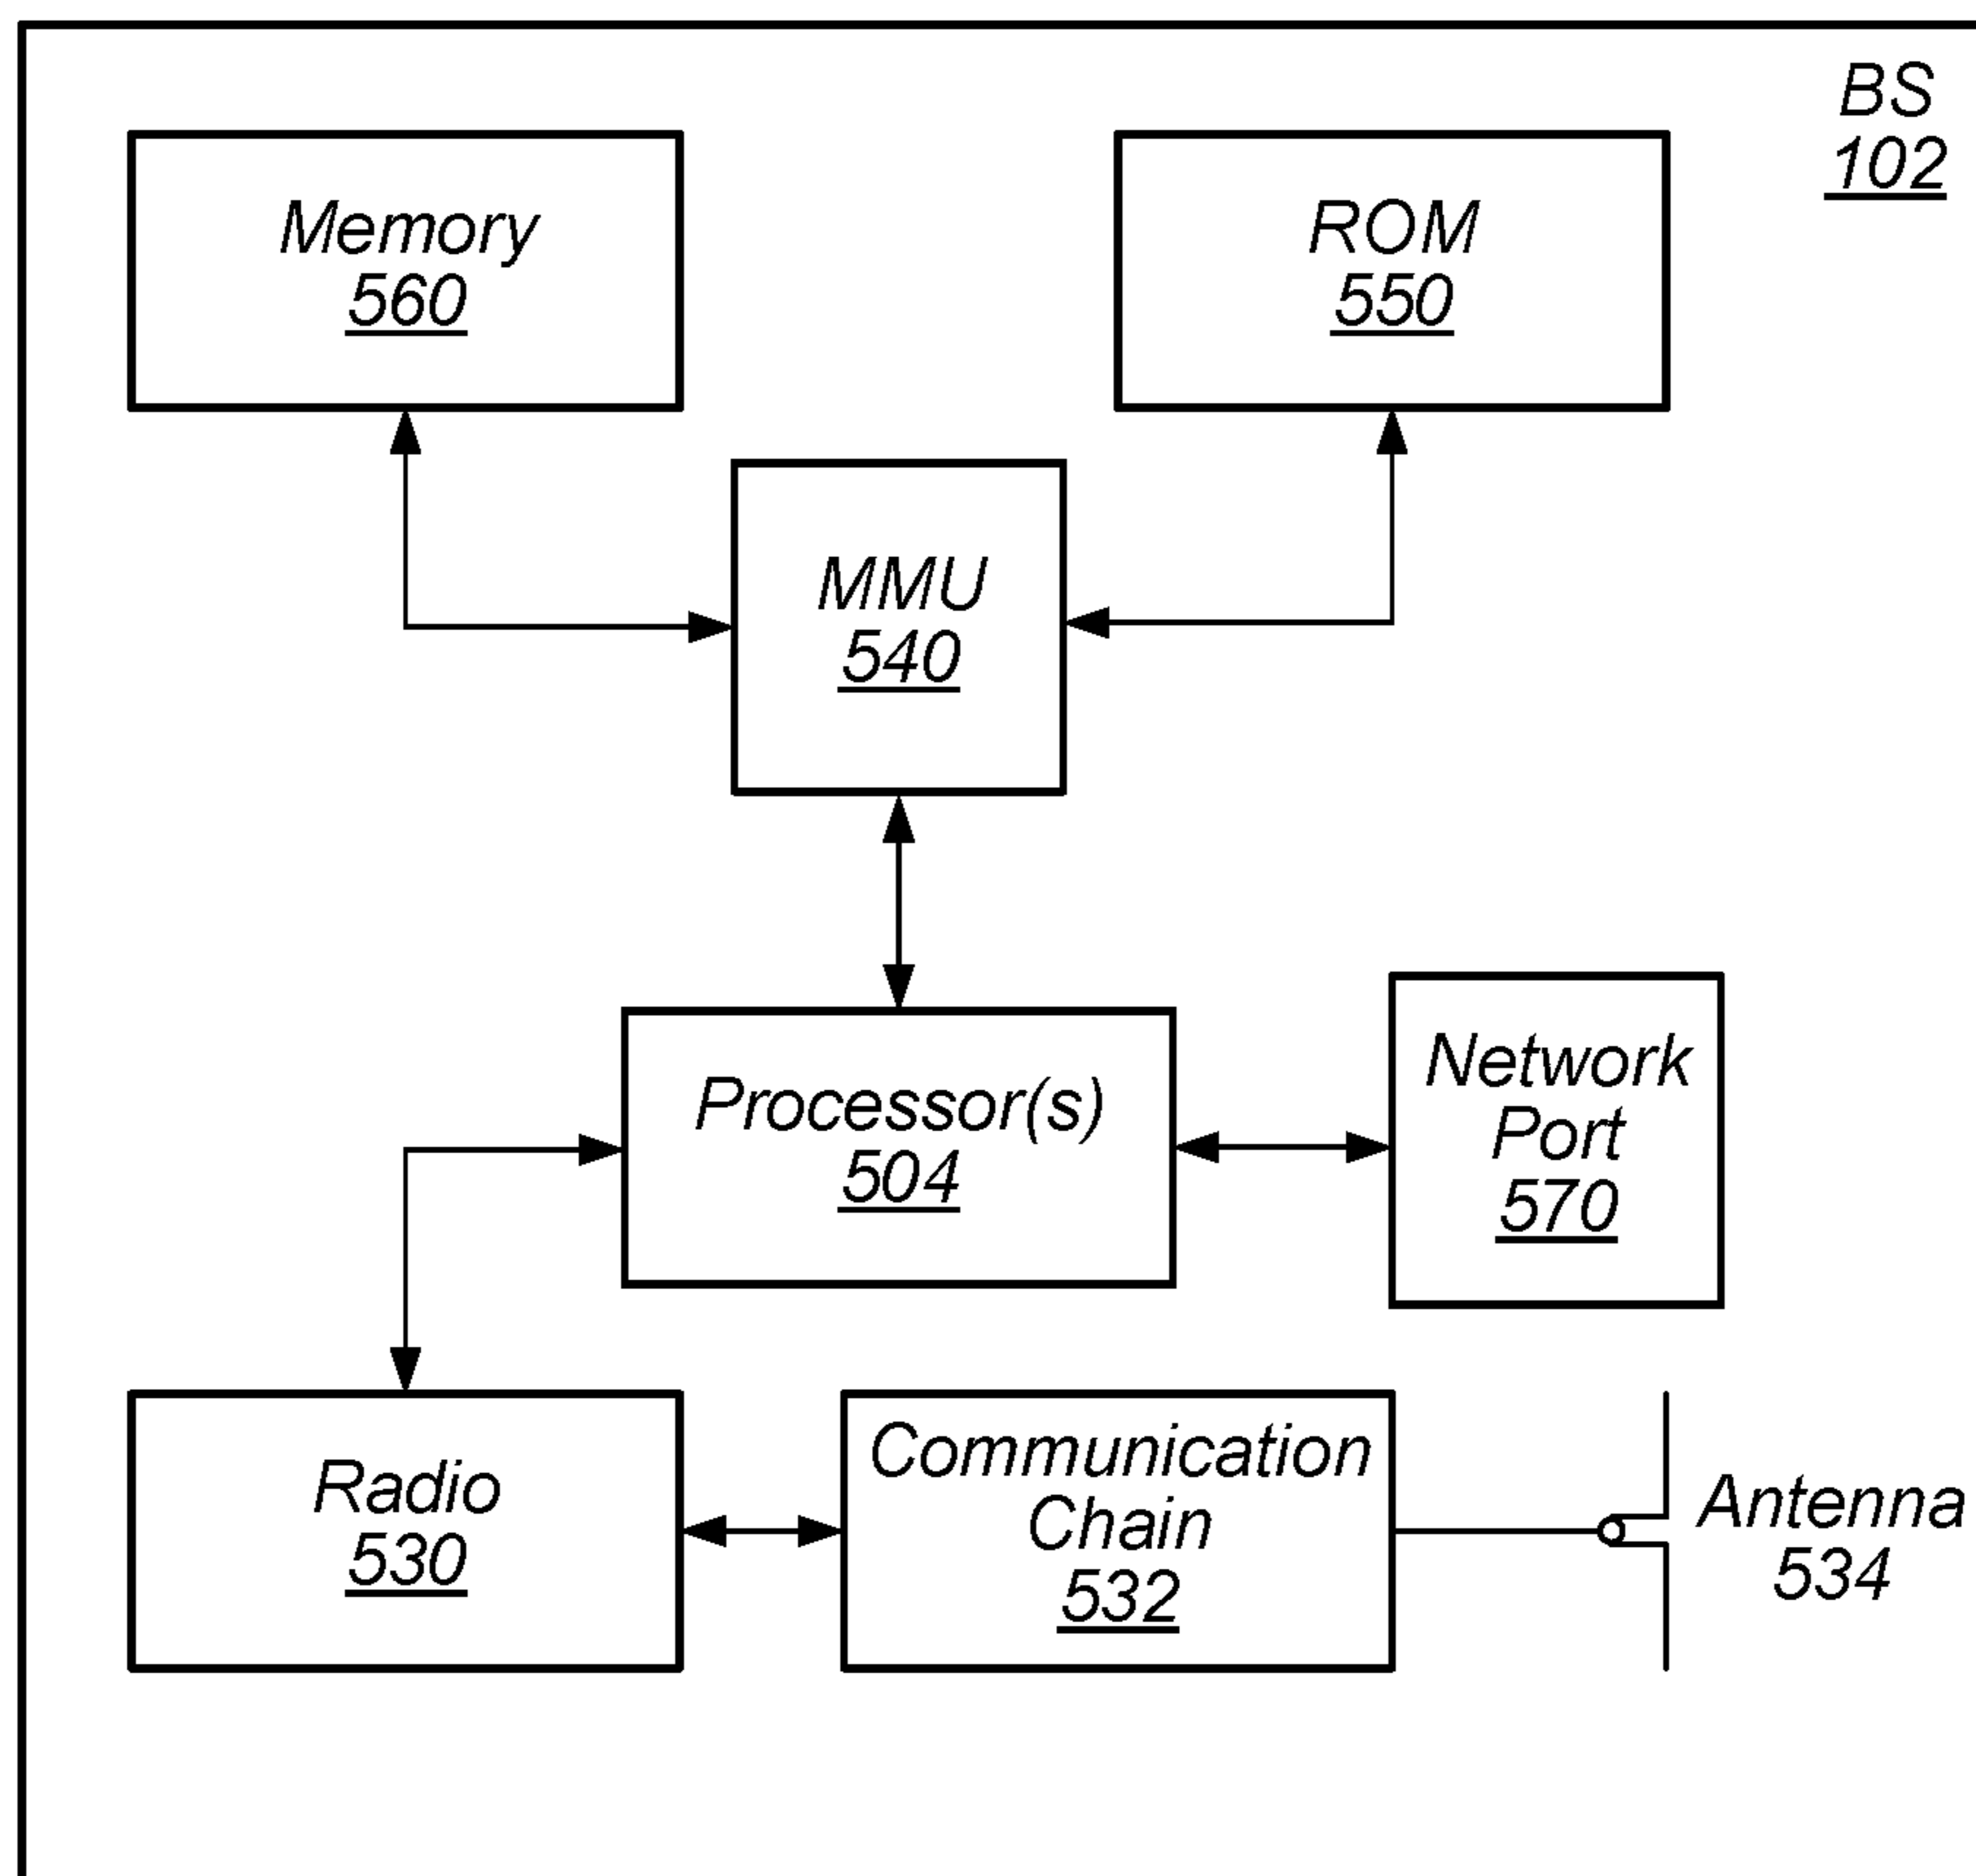 BS
102
Memory
560
ROM
550
MMU
540
Processor(s)
504
Network
Port
570
Radio
530
Communication
Chain
532
Antenna
534